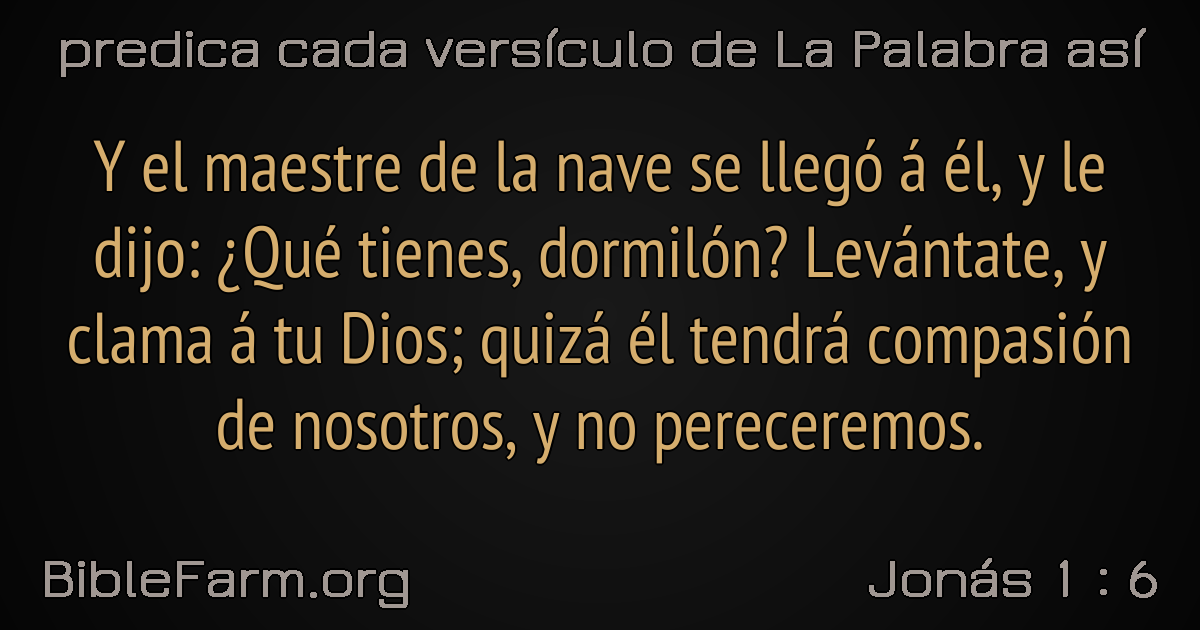 predica cada versículo de La Palabra así
Y el maestre de la nave se llegó á él, y le
dijo: ¿Qué tienes, dormilón? Levántate, y
clama á tu Dios; quizá él tendrá compasión
de nosotros, y no pereceremos.
BibleFarm.org
Jonás 1 : 6